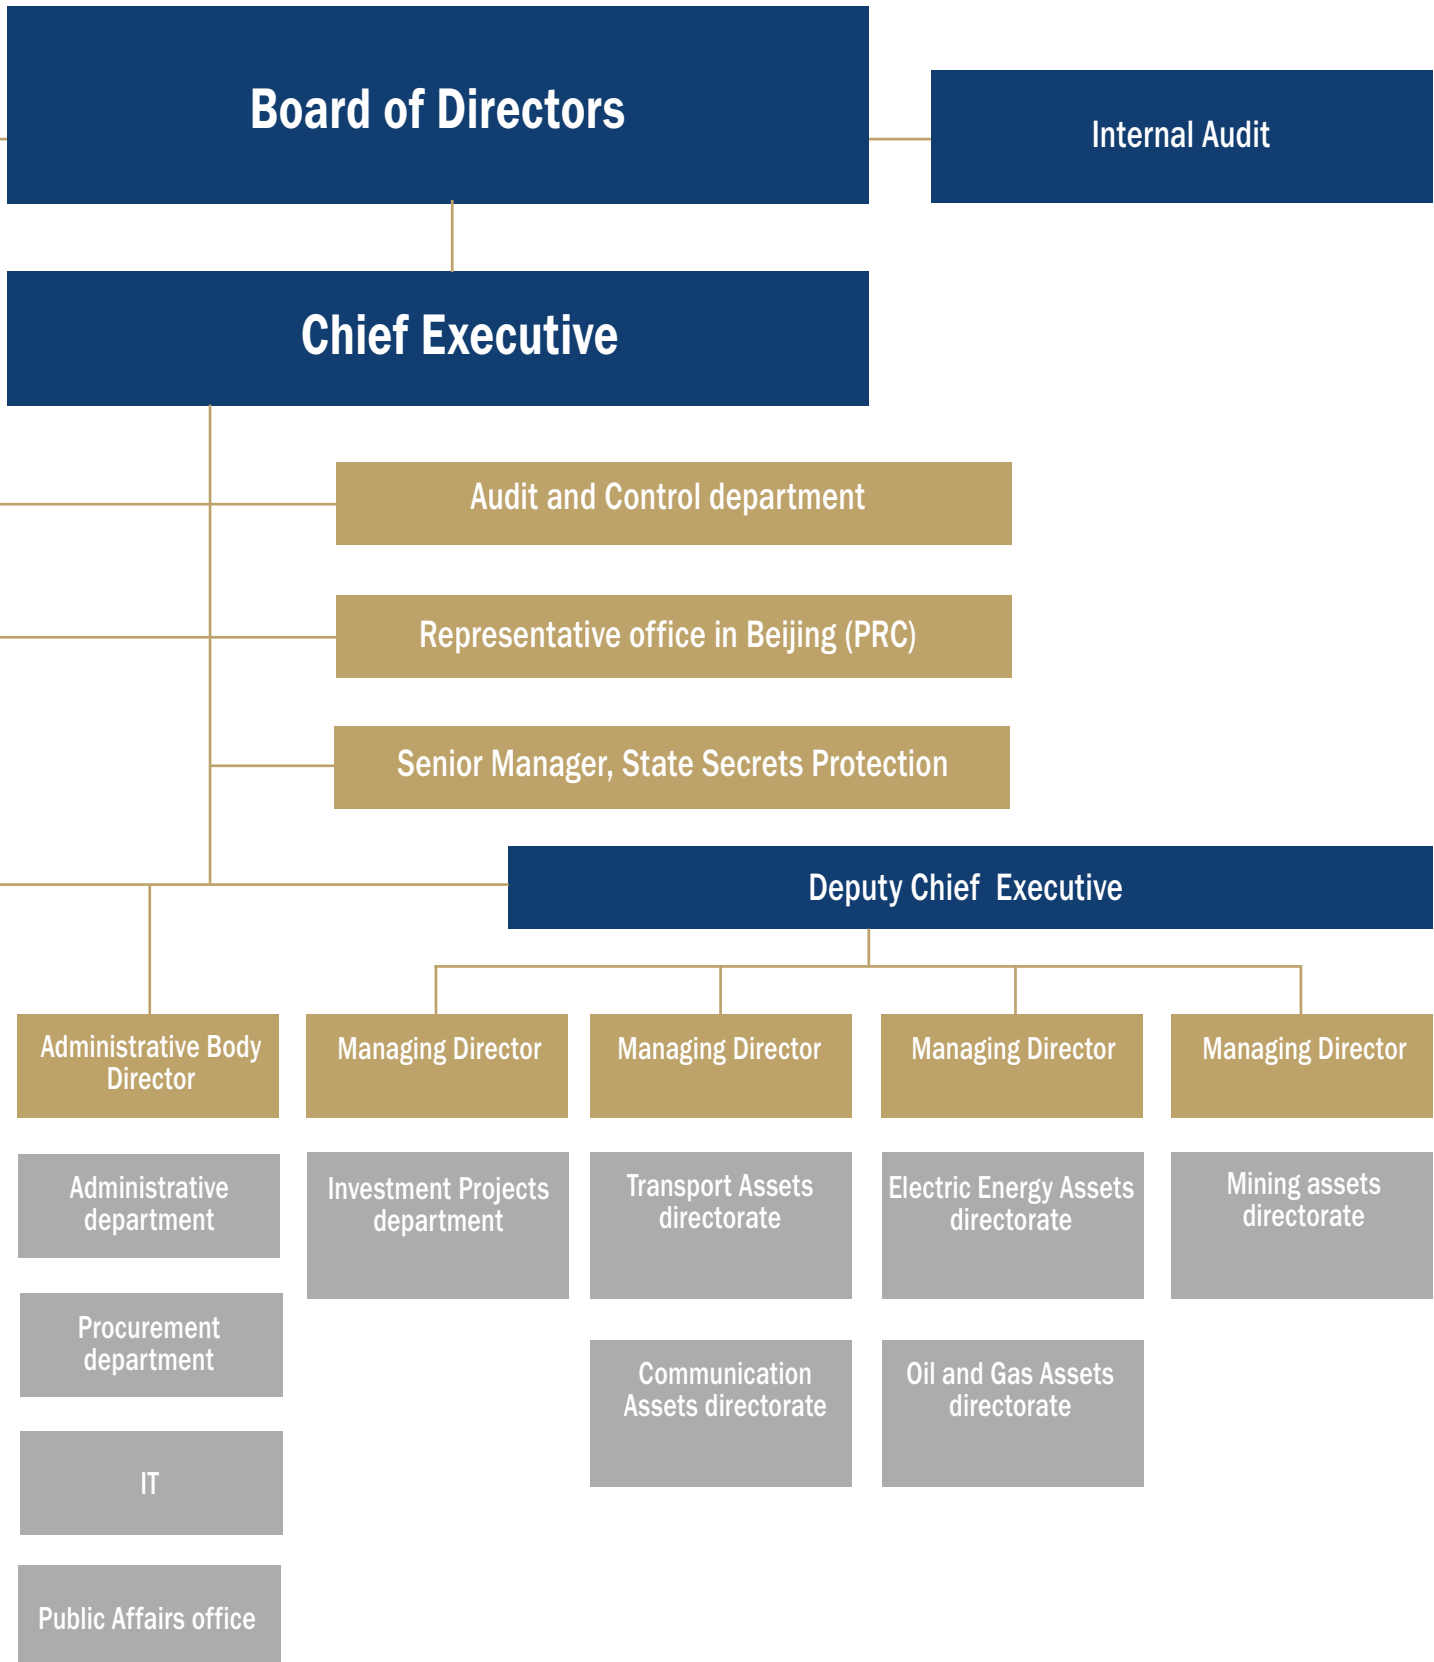 Board of Directors
Internal Audit
Chief Executive
Audit and Control department
Representative office in Beijing (PRC)
Senior Manager, State Secrets Protection
Deputy Chief Executive
Administrative Body
Director
Managing Director
Managing Director
Managing Director
Managing Director
Administrative
department
Investment Projects
department
Transport Assets
directorate
Electric Energy Assets
directorate
Mining assets
directorate
Procurement
department
Communication
Assets directorate
Oil and Gas Assets
directorate
IT
Public Affairs office